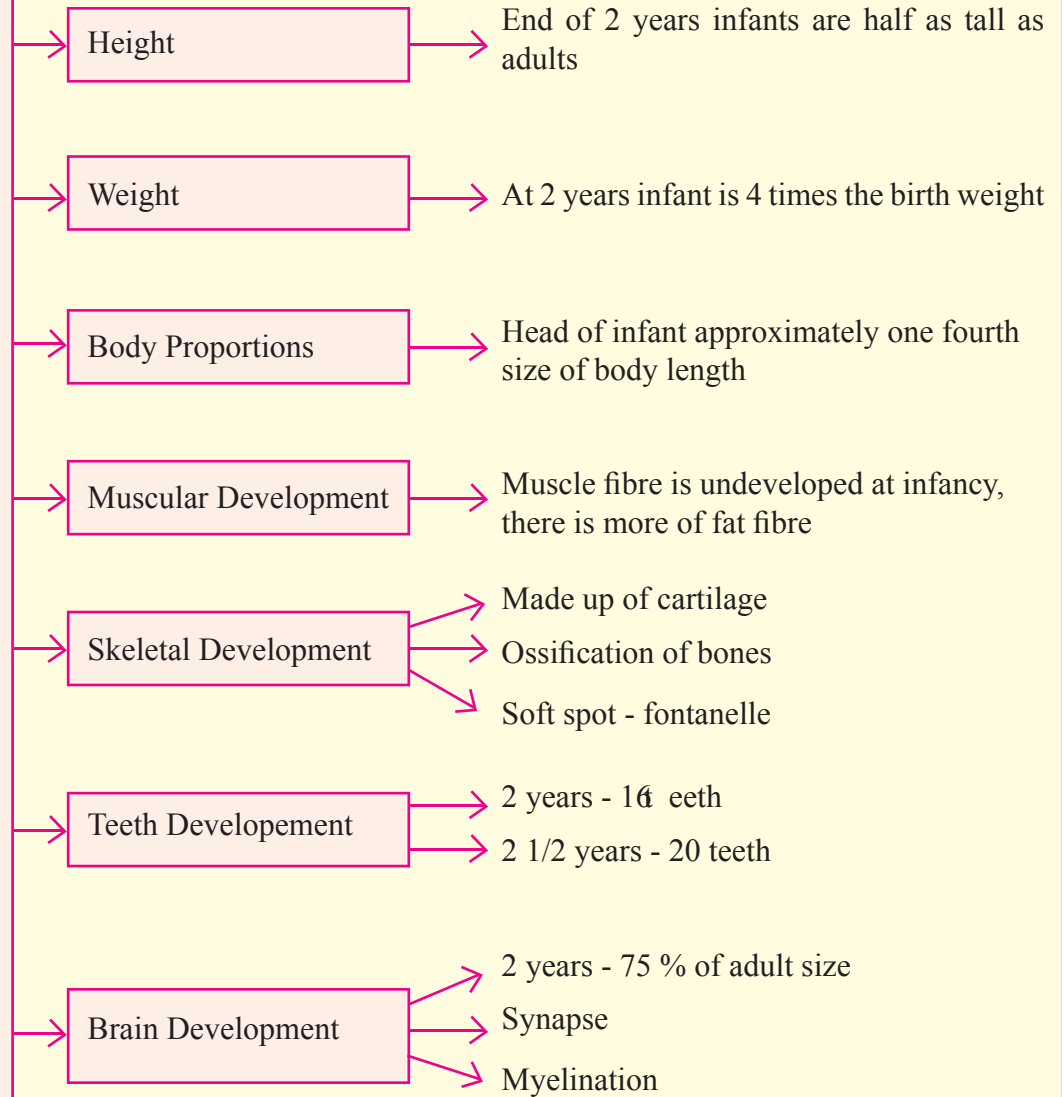 Height
End of 2 years infants are half as tall as
adults
Weight
At 2 years infant is 4 times the birth weight
Body Proportions
Head of infant approximately one fourth
size of body length
Muscular Development
Muscle fibre is undeveloped at infancy,
there is more of fat fibre
Skeletal Development
Made up of cartilage
Ossification of bones
Soft spot - fontanelle
Teeth Developement
2 years - 16t eeth
2 1/2 years - 20 teeth
Brain Development
2 years - 75 % of adult size
Synapse
Myelination